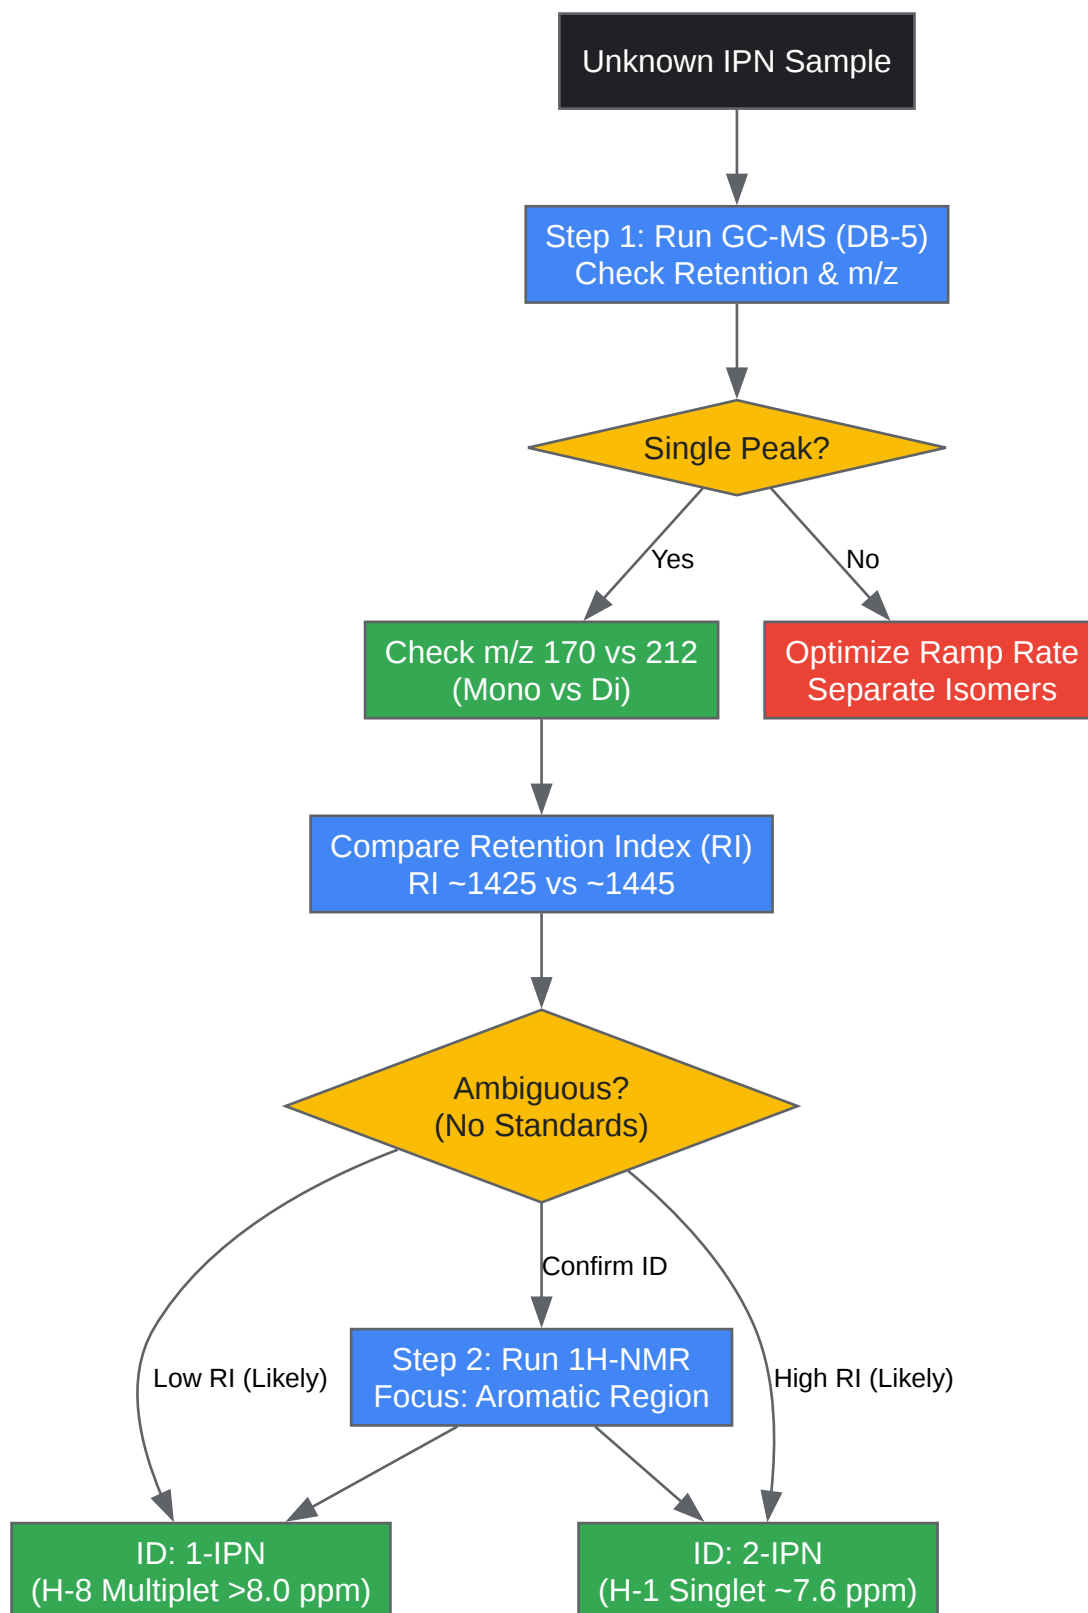 Unknown IPN Sample
Step 1: Run GC-MS (DB-5)
Check Retention & m/z
Single Peak?
Yes
No
Check m/z 170 vs 212
(Mono vs Di)
Optimize Ramp Rate
Separate Isomers
Compare Retention Index (RI)
RI ~1425 vs ~1445
Ambiguous?
(No Standards)
Confirm ID
Low RI (Likely)
Step 2: Run 1H-NMR
Focus: Aromatic Region
High RI (Likely)
ID: 1-IPN
(H-8 Multiplet >8.0 ppm)
ID: 2-IPN
(H-1 Singlet ~7.6 ppm)